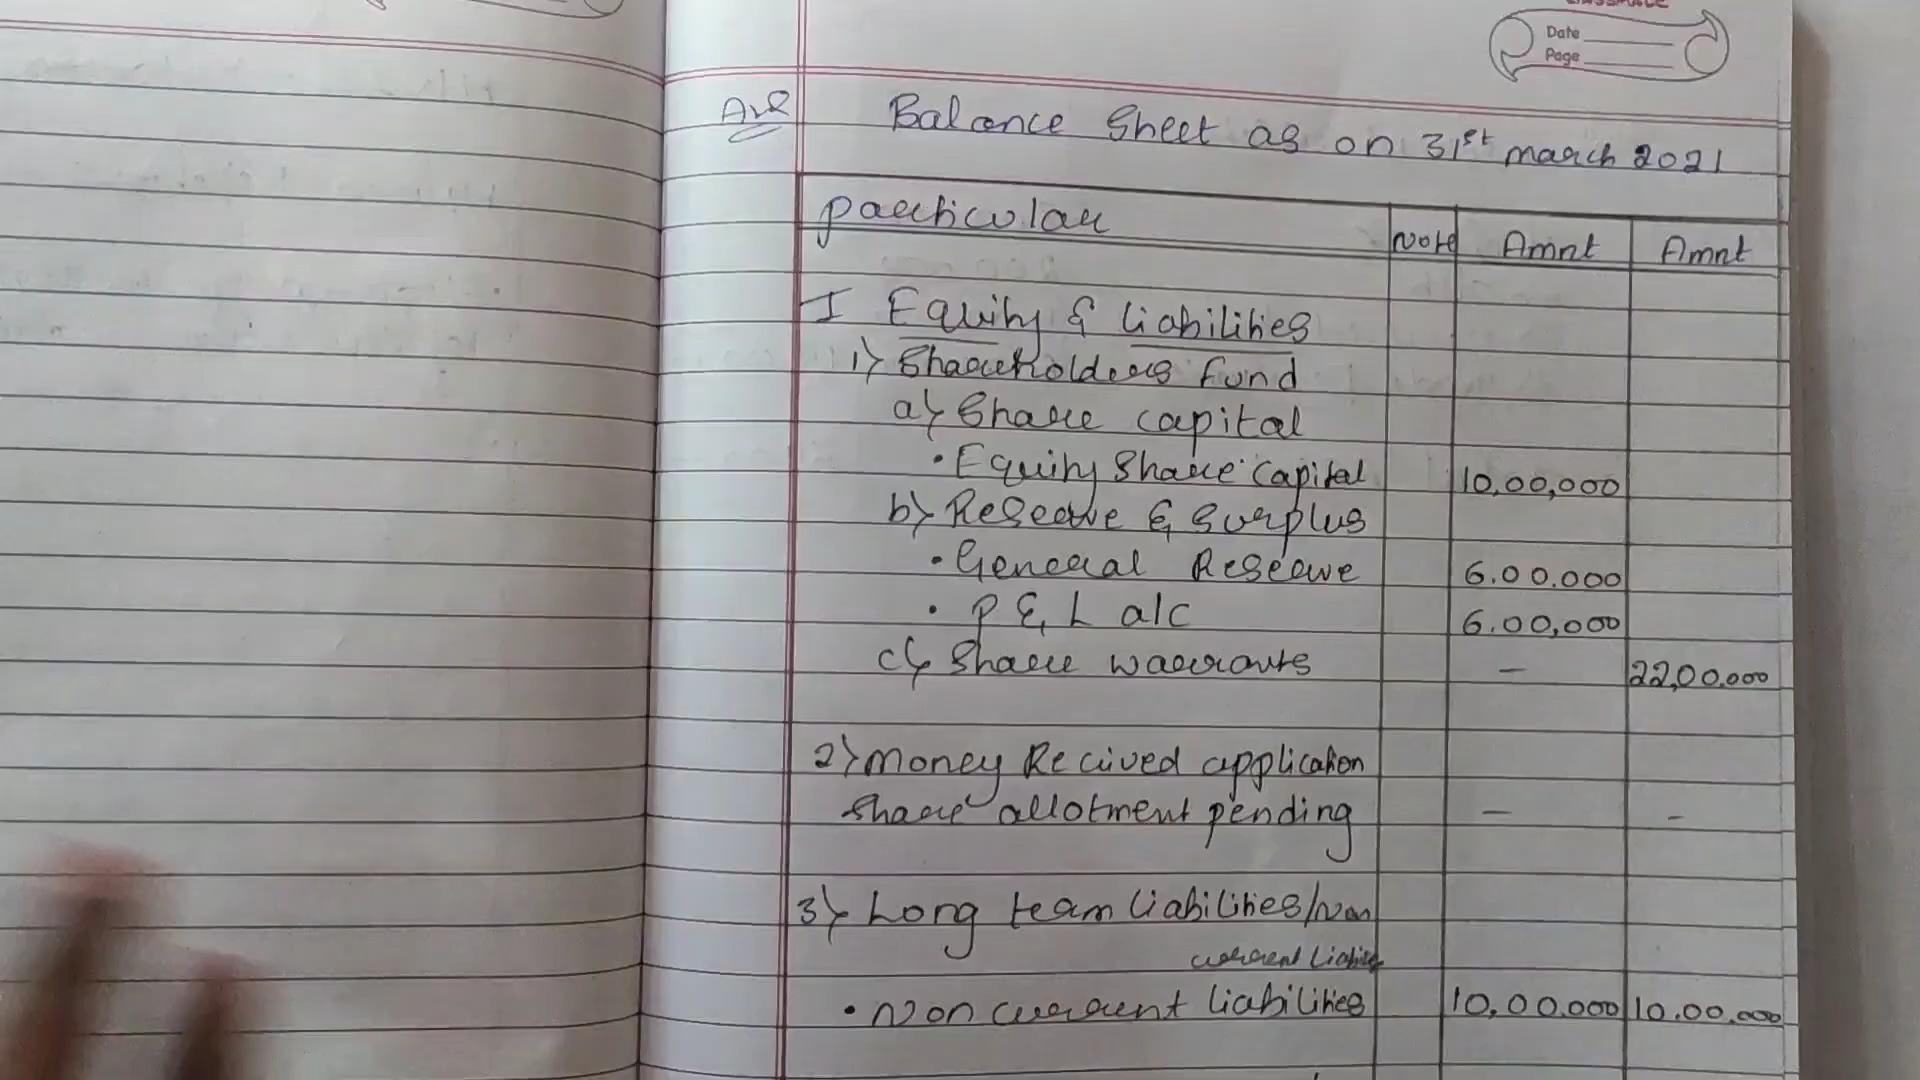 Date
Page
Ans
Balance Sheet as on 31st march 2021
particular Note Amnt Amnt
I Equity & Liabilities
1) Shareholders fund
a) Share capital
• Equity Share Capital 10,00,000
b) Reserve & Surplus
• General Reserve 6.00.000
• P & L a/c 6.00,000
c) Share warrants - 22,00,000
2) Money Recived application
Share allotment pending - -
3) Long term liabilities/Non
current
• Non current liabilities 10,00.000 10.00.000